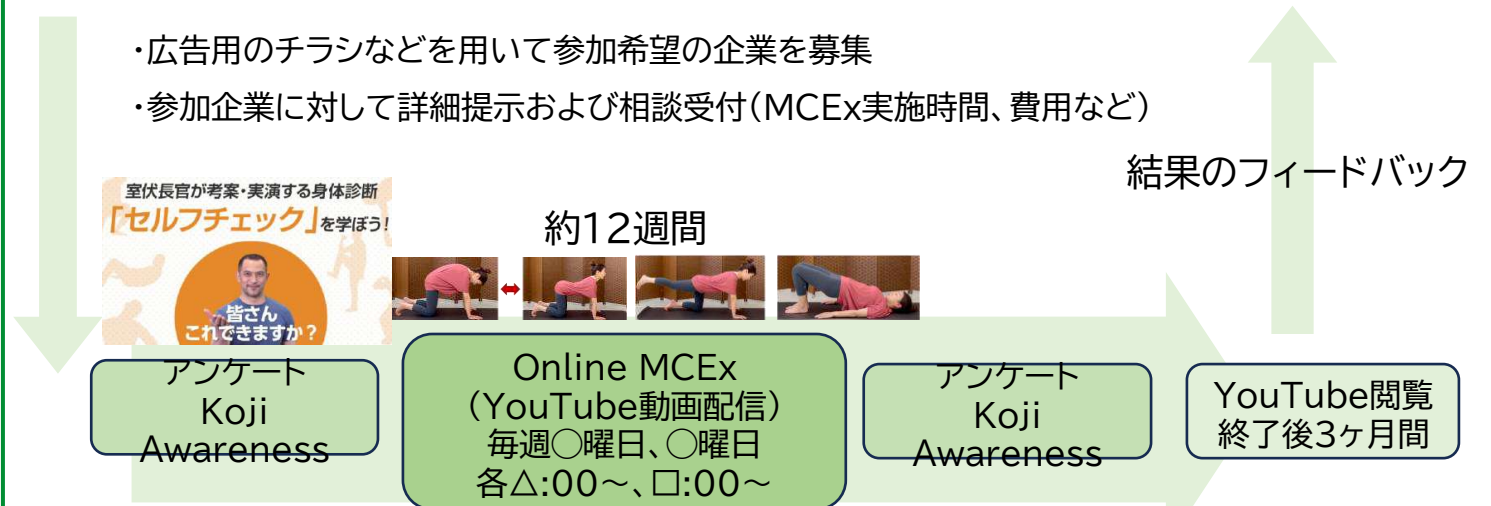 ・広告用のチラシなどを用いて参加希望の企業を募集
・参加企業に対して詳細提示および相談受付(MCEx実施時間、費用など)
結果のフィードバック
室伏長官が考案・実演する身体診断
「セルフチェック」を学ぼう!
皆さん
これできますか?
約12週間
アンケート
Koji
Awareness
Online MCEx
(YouTube動画配信)
毎週○曜日、○曜日
各△:00~、□:00~
アンケート
Koji
Awareness
YouTube閲覧
終了後3ヶ月間